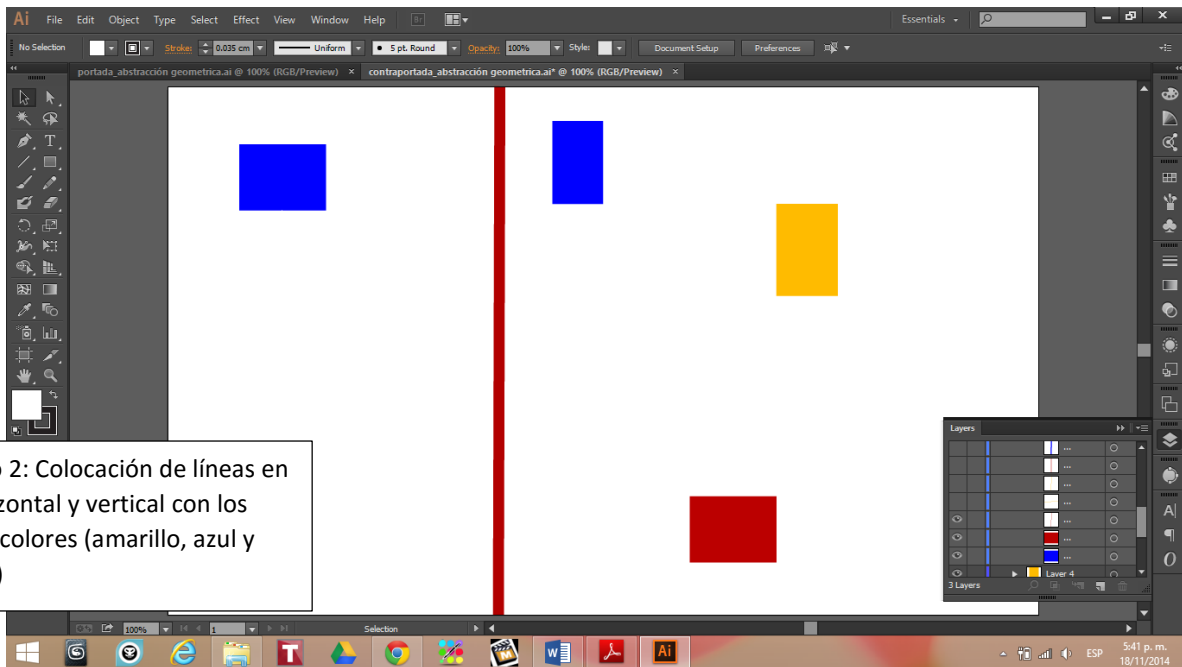 Ai File Edit Object Type Select Effect View Window Help Br Essentials
No Selection Stroke: 0.035 cm Uniform 5 pt. Round Opacity: 100% Style: Document Setup Preferences
portada_abstracción geometrica.ai @ 100% (RGB/Preview) × contraportada_abstracción geometrica.ai* @ 100% (RGB/Preview) ×
Layers
...
...
...
...
...
...
...
Layer 4
3 Layers
o 2: Colocación de líneas en
zontal y vertical con los
colores (amarillo, azul y
)
100% 1 Selection
Ai
ESP
5:41 p. m.
18/11/2014